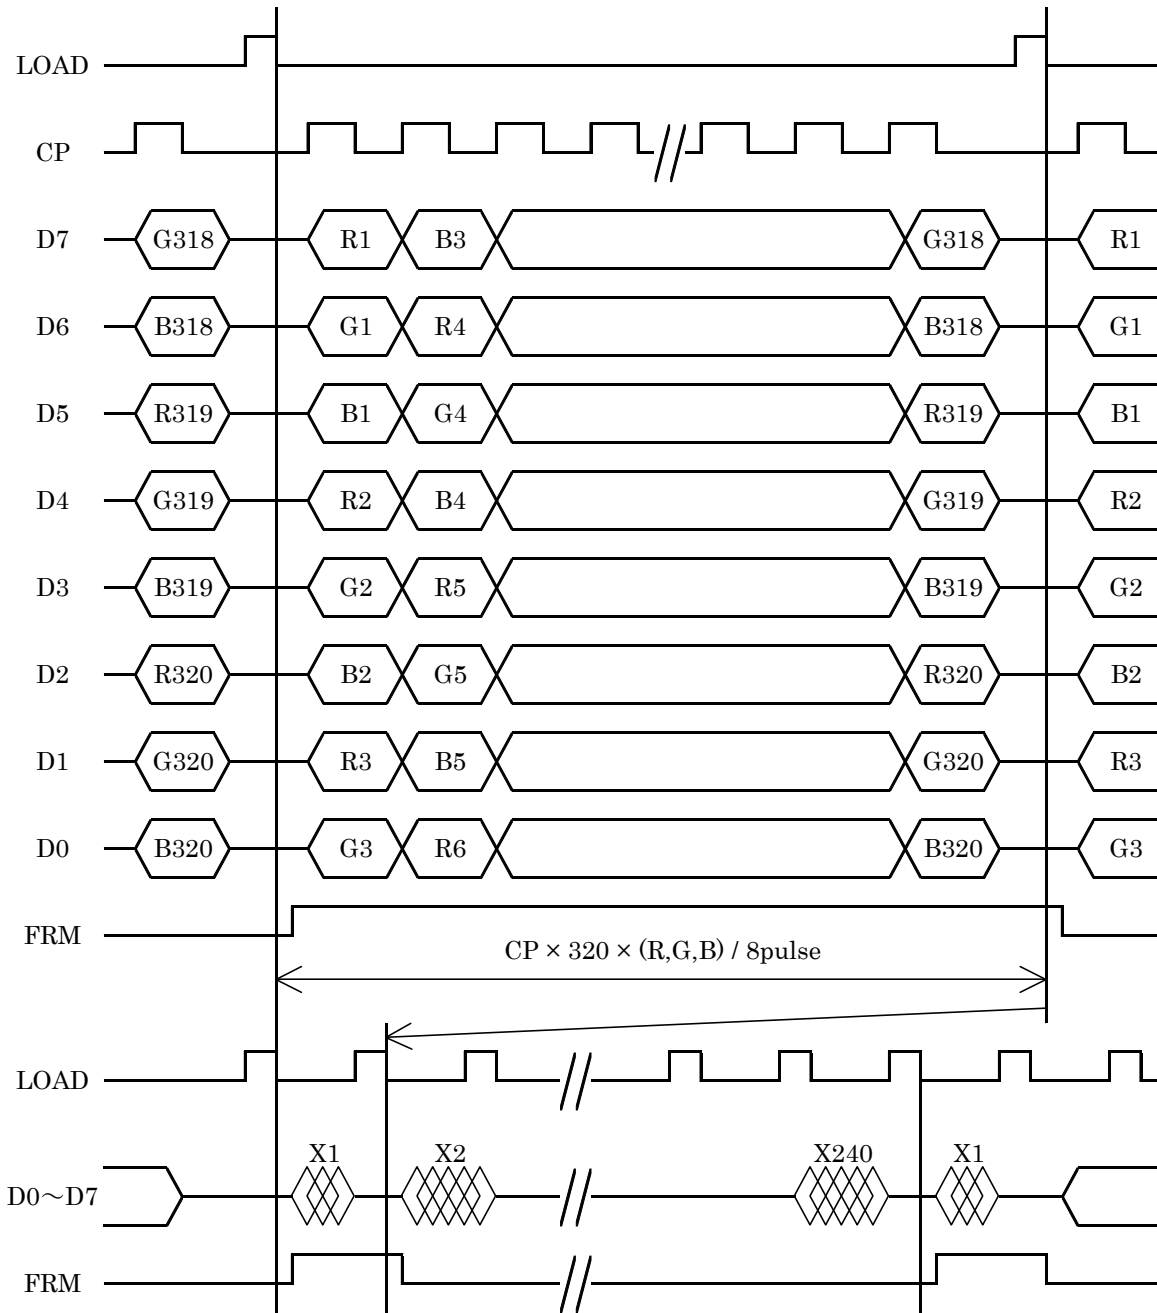 LOAD
CP
D7 G318 R1 B3 G318 R1
D6 B318 G1 R4 B318 G1
D5 R319 B1 G4 R319 B1
D4 G319 R2 B4 G319 R2
D3 B319 G2 R5 B319 G2
D2 R320 B2 G5 R320 B2
D1 G320 R3 B5 G320 R3
D0 B320 G3 R6 B320 G3
FRM
CP × 320 × (R,G,B) / 8pulse
LOAD
X1 X2 X240 X1
D0～D7
FRM